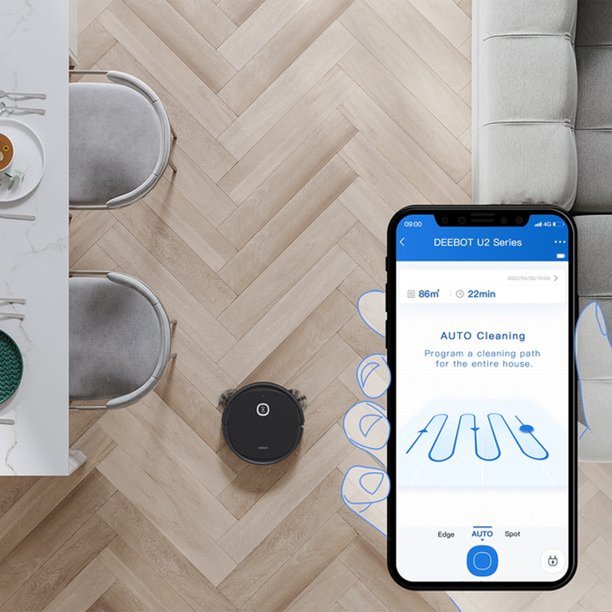 09:00
4G
DEEBOT U2 Series
2020/04/20/10:00
86㎡
22min
AUTO Cleaning
Program a cleaning path
for the entire house.
Edge
AUTO
Spot